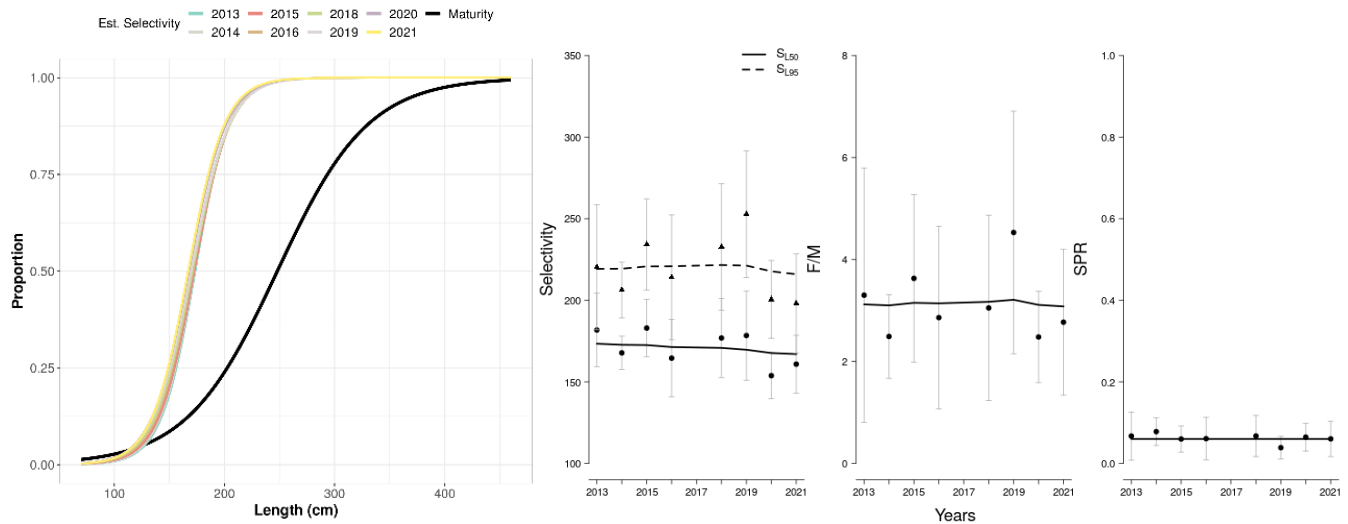 Est. Selectivity 2013 2015 2018 2020 Maturity
2014 2016 2019 2021
1.00
0.75
0.50
0.25
0.00
Proportion
100 200 300 400
Length (cm)
S_L50
S_L95
350
300
250
200
150
100
Selectivity
2013 2015 2017 2019 2021
8
6
4
2
0
F/M
2013 2015 2017 2019 2021
Years
1.0
0.8
0.6
0.4
0.2
0.0
SPR
2013 2015 2017 2019 2021